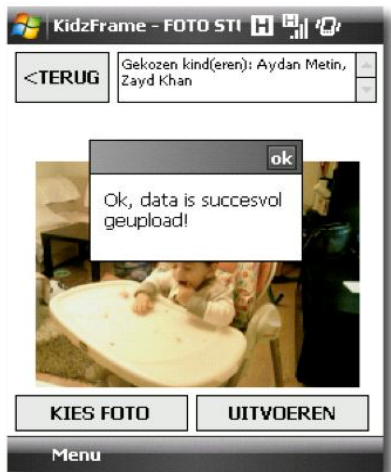 KidzFrame - FOTO STI
H
H
<TERUG
Gekozen kind(eren): Aydan Metin,
Zayd Khan
ok
Ok, data is succesvol
geupload!
KIES FOTO
UITVOEREN
Menu